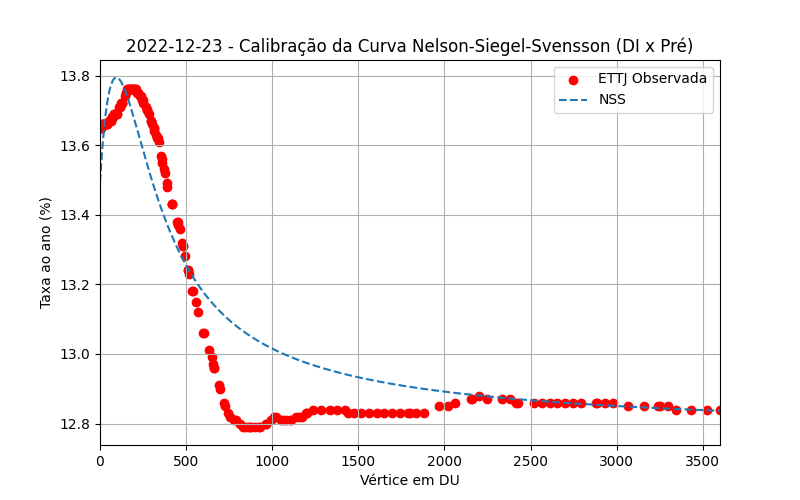 2022-12-23 - Calibração da Curva Nelson-Siegel-Svensson (DI x Pré)
ETTJ Observada
NSS
Taxa ao ano (%)
13.8
13.6
13.4
13.2
13.0
12.8
0 500 1000 1500 2000 2500 3000 3500
Vértice em DU